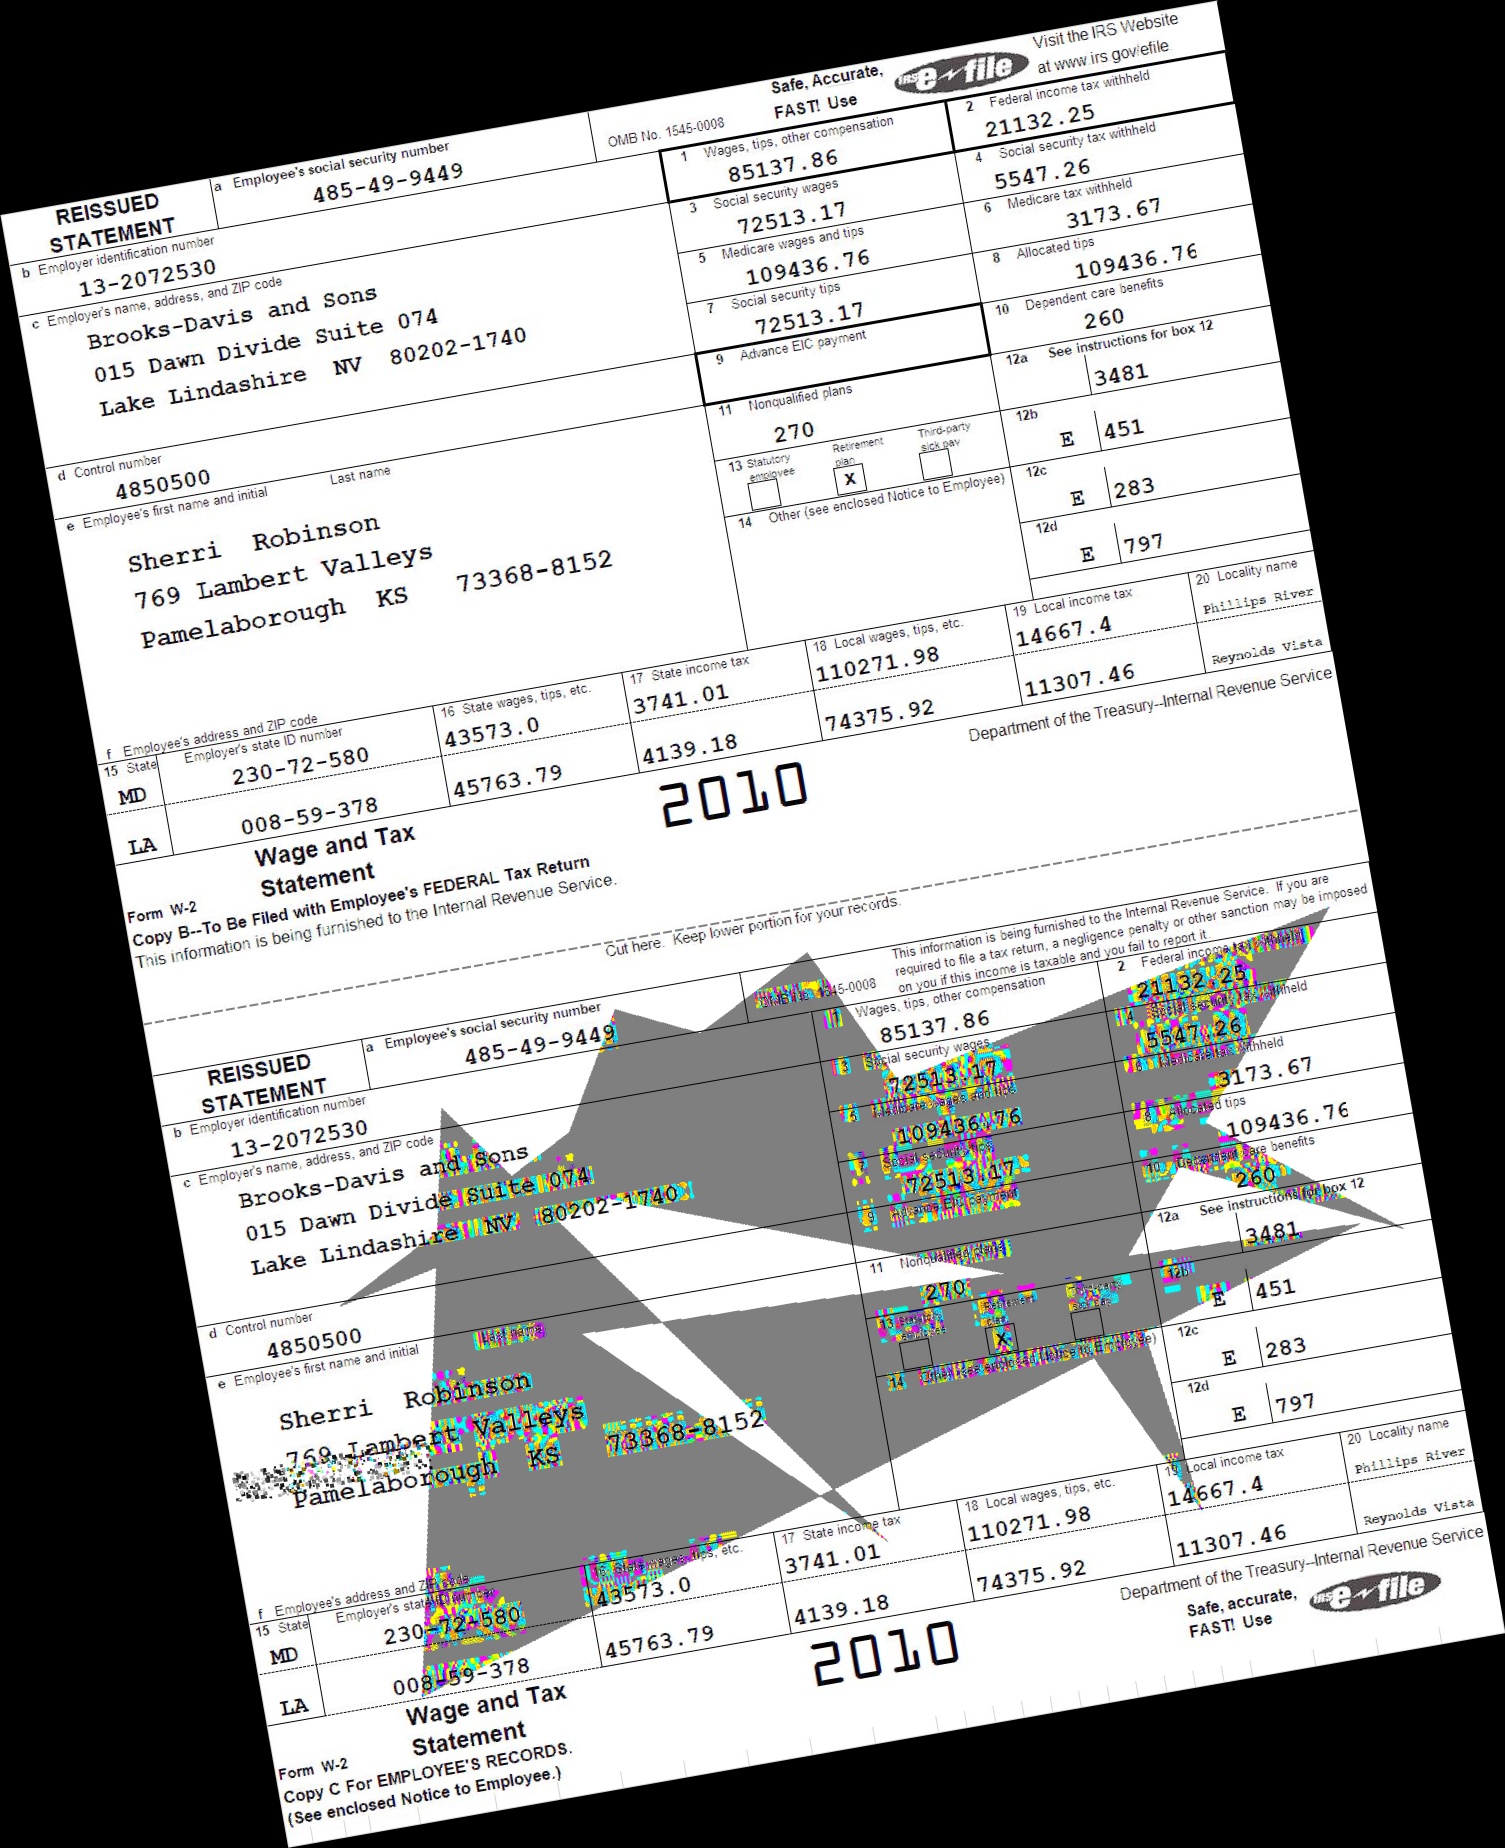 Safe, Accurate,
FAST! Use
IRS e-file
Visit the IRS Website
at www.irs.gov/efile
REISSUED
STATEMENT
a Employee's social security number
485-49-9449
OMB No. 1545-0008
1 Wages, tips, other compensation
85137.86
2 Federal income tax withheld
21132.25
b Employer identification number
13-2072530
3 Social security wages
72513.17
4 Social security tax withheld
5547.26
c Employer's name, address, and ZIP code
Brooks-Davis and Sons
015 Dawn Divide Suite 074
Lake Lindashire NV 80202-1740
5 Medicare wages and tips
109436.76
6 Medicare tax withheld
3173.67
7 Social security tips
72513.17
8 Allocated tips
109436.76
9 Advance EIC payment
10 Dependent care benefits
260
d Control number
4850500
11 Nonqualified plans
270
12a See instructions for box 12
3481
12b
E 451
12c
E 283
12d
E 797
13 Statutory employee
Retirement plan
X
Third-party sick pay
14 Other (see enclosed Notice to Employee)
e Employee's first name and initial Last name
Sherri Robinson
769 Lambert Valleys
Pamelaborough KS 73368-8152
f Employee's address and ZIP code
15 State Employer's state ID number
16 State wages, tips, etc.
17 State income tax
18 Local wages, tips, etc.
19 Local income tax
20 Locality name
MD 230-72-580 43573.0 3741.01 110271.98 14667.4 Phillips River
LA 008-59-378 45763.79 4139.18 74375.92 11307.46 Reynolds Vista
Form W-2
Wage and Tax
Statement
2010
Department of the Treasury--Internal Revenue Service
Copy B--To Be Filed with Employee's FEDERAL Tax Return
This information is being furnished to the Internal Revenue Service.
Cut here. Keep lower portion for your records.
This information is being furnished to the Internal Revenue Service. If you are
required to file a tax return, a negligence penalty or other sanction may be imposed
on you if this income is taxable and you fail to report it.
REISSUED
STATEMENT
a Employee's social security number
485-49-9449
OMB No. 1545-0008
1 Wages, tips, other compensation
85137.86
2 Federal income tax withheld
21132.25
b Employer identification number
13-2072530
3 Social security wages
72513.17
4 Social security tax withheld
5547.26
c Employer's name, address, and ZIP code
Brooks-Davis and Sons
015 Dawn Divide Suite 074
Lake Lindashire NV 80202-1740
5 Medicare wages and tips
109436.76
6 Medicare tax withheld
3173.67
7 Social security tips
72513.17
8 Allocated tips
109436.76
9 Advance EIC payment
10 Dependent care benefits
260
d Control number
4850500
11 Nonqualified plans
270
12a See instructions for box 12
3481
12b
E 451
12c
E 283
12d
E 797
13 Statutory employee
Retirement plan
X
Third-party sick pay
14 Other (see enclosed Notice to Employee)
e Employee's first name and initial Last name
Sherri Robinson
769 Lambert Valleys
Pamelaborough KS 73368-8152
f Employee's address and ZIP code
15 State Employer's state ID number
16 State wages, tips, etc.
17 State income tax
18 Local wages, tips, etc.
19 Local income tax
20 Locality name
MD 230-72-580 43573.0 3741.01 110271.98 14667.4 Phillips River
LA 008-59-378 45763.79 4139.18 74375.92 11307.46 Reynolds Vista
Form W-2
Wage and Tax
Statement
2010
Department of the Treasury--Internal Revenue Service
Safe, accurate,
FAST! Use
IRS e-file
Copy C For EMPLOYEE'S RECORDS.
(See enclosed Notice to Employee.)